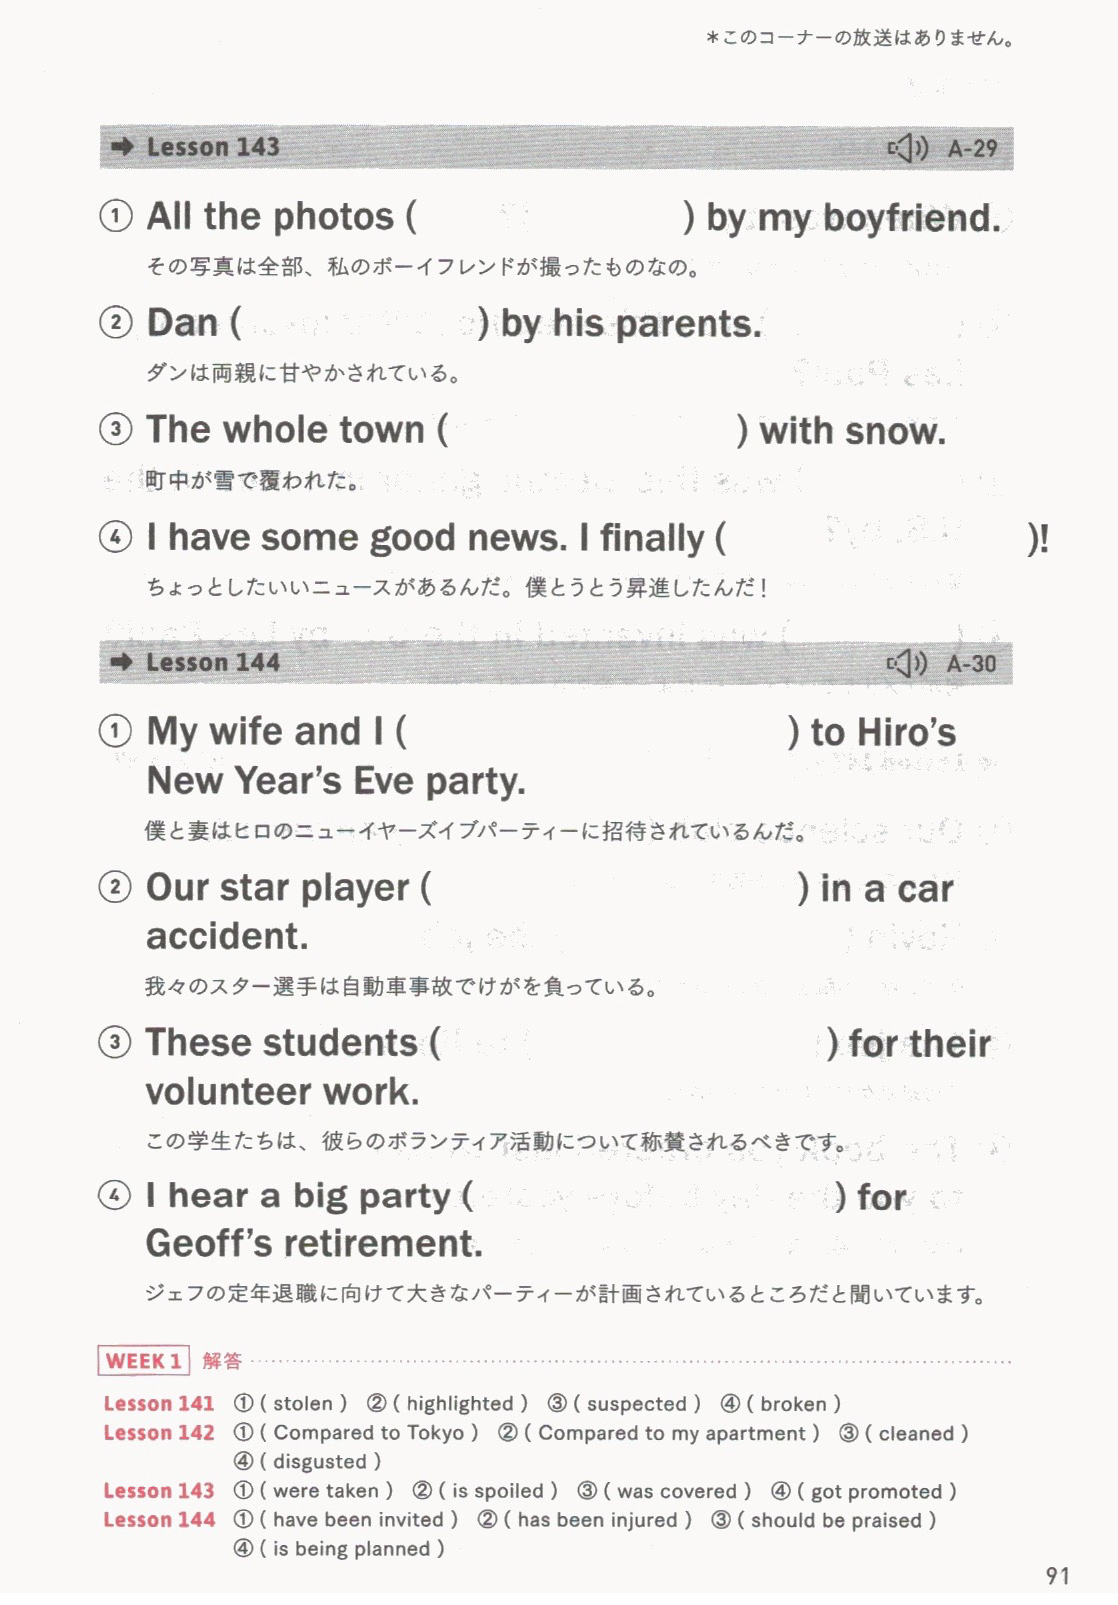 ＊このコーナーの放送はありません。
➡ Lesson 143 A-29
① All the photos ( ) by my boyfriend.
その写真は全部、私のボーイフレンドが撮ったものなの。
② Dan ( ) by his parents.
ダンは両親に甘やかされている。
③ The whole town ( ) with snow.
町中が雪で覆われた。
④ I have some good news. I finally ( )!
ちょっとしたいいニュースがあるんだ。僕とうとう昇進したんだ！
➡ Lesson 144 A-30
① My wife and I ( ) to Hiro’s
New Year’s Eve party.
僕と妻はヒロのニューイヤーズイブパーティーに招待されているんだ。
② Our star player ( ) in a car
accident.
我々のスター選手は自動車事故でけがを負っている。
③ These students ( ) for their
volunteer work.
この学生たちは、彼らのボランティア活動について称賛されるべきです。
④ I hear a big party ( ) for
Geoff’s retirement.
ジェフの定年退職に向けて大きなパーティーが計画されているところだと聞いています。
WEEK 1 解答
Lesson 141 ①( stolen ) ②( highlighted ) ③( suspected ) ④( broken )
Lesson 142 ①( Compared to Tokyo ) ②( Compared to my apartment ) ③( cleaned )
④( disgusted )
Lesson 143 ①( were taken ) ②( is spoiled ) ③( was covered ) ④( got promoted )
Lesson 144 ①( have been invited ) ②( has been injured ) ③( should be praised )
④( is being planned )
91